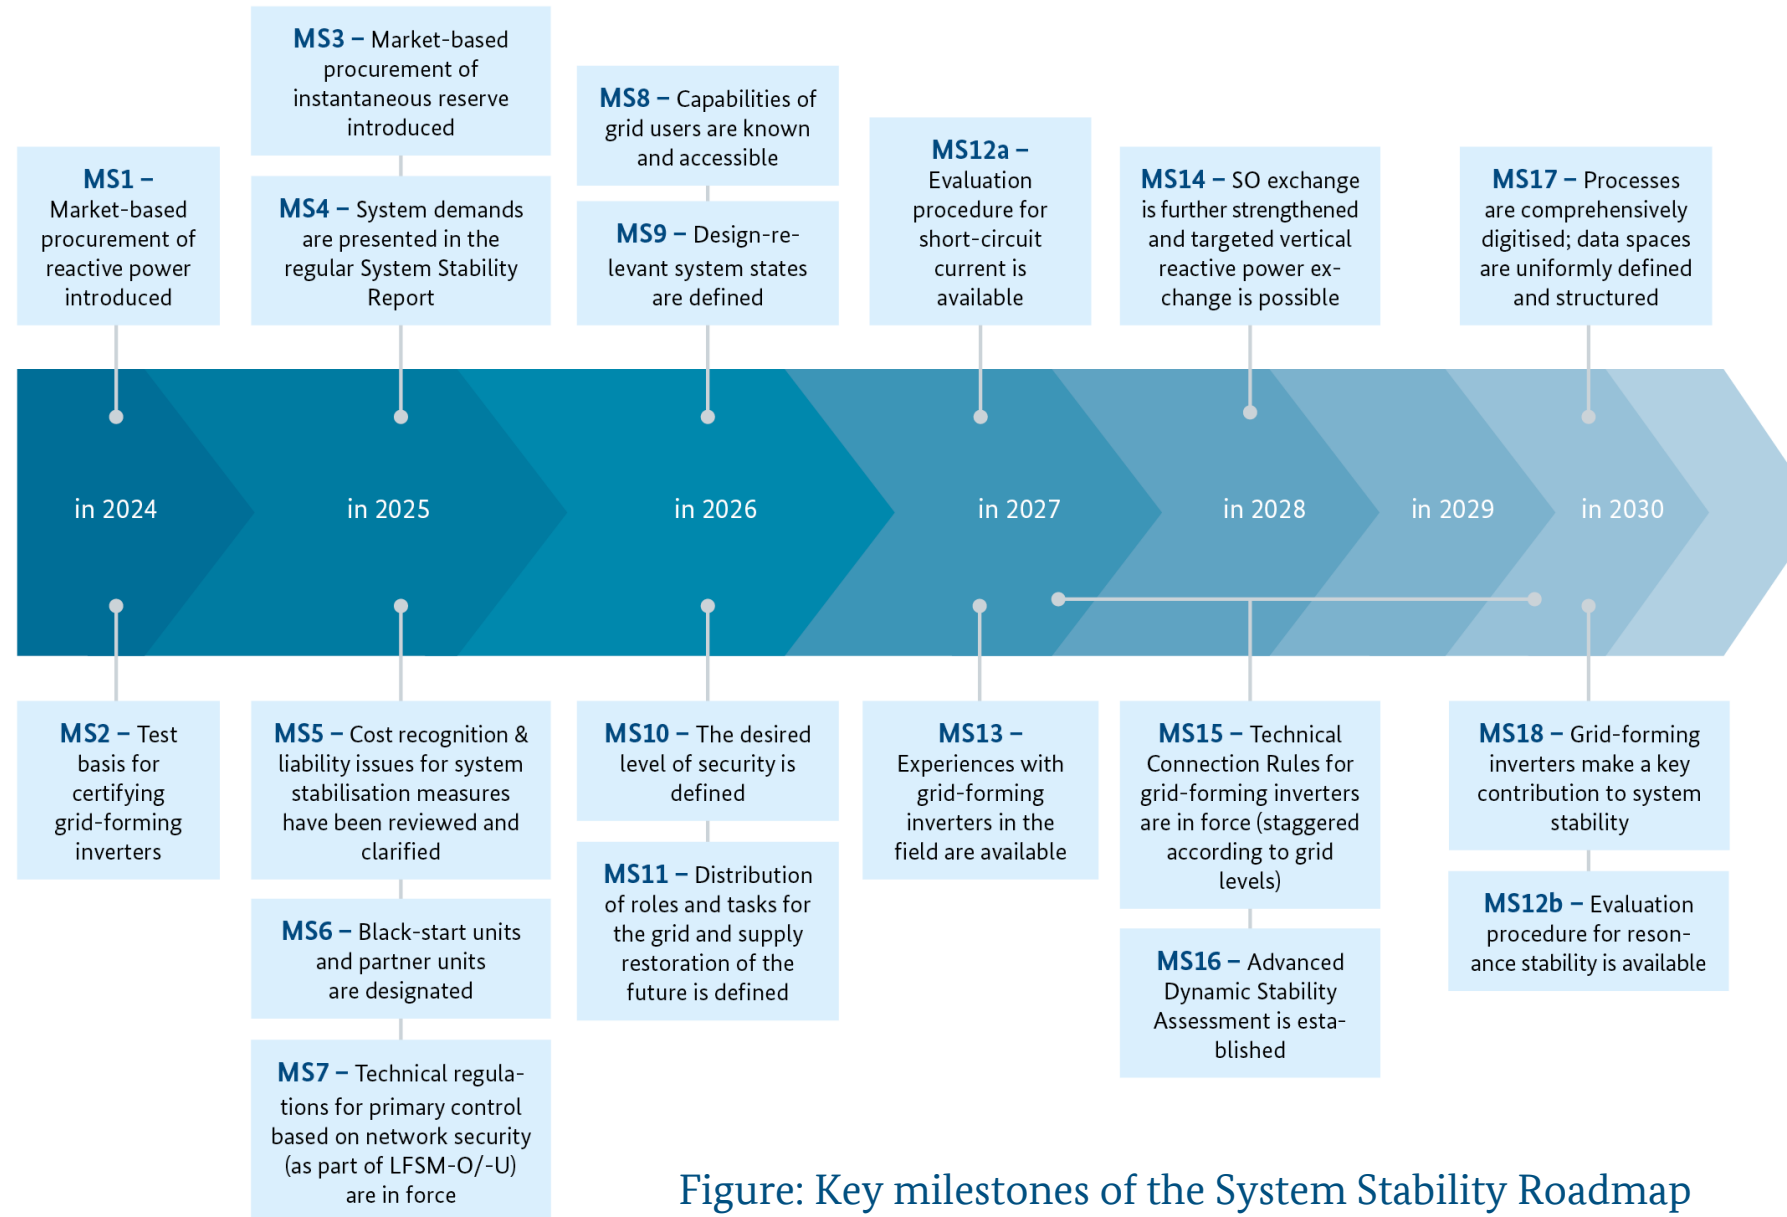 MS1 –
Market-based
procurement of
reactive power
introduced
MS3 – Market-based
procurement of
instantaneous reserve
introduced
MS4 – System demands
are presented in the
regular System Stability
Report
MS8 – Capabilities of
grid users are known
and accessible
MS9 – Design-re-
levant system states
are defined
MS12a –
Evaluation
procedure for
short-circuit
current is
available
MS14 – SO exchange
is further strengthened
and targeted vertical
reactive power ex-
change is possible
MS17 – Processes
are comprehensively
digitised; data spaces
are uniformly defined
and structured
in 2024
in 2025
in 2026
in 2027
in 2028
in 2029
in 2030
MS2 – Test
basis for
certifying
grid-forming
inverters
MS5 – Cost recognition &
liability issues for system
stabilisation measures
have been reviewed and
clarified
MS6 – Black-start units
and partner units
are designated
MS7 – Technical regula-
tions for primary control
based on network security
(as part of LFSM-O/-U)
are in force
MS10 – The desired
level of security is
defined
MS11 – Distribution
of roles and tasks for
the grid and supply
restoration of the
future is defined
MS13 –
Experiences with
grid-forming
inverters in the
field are available
MS15 – Technical
Connection Rules for
grid-forming inverters
are in force (staggered
according to grid
levels)
MS16 – Advanced
Dynamic Stability
Assessment is esta-
blished
MS18 – Grid-forming
inverters make a key
contribution to system
stability
MS12b – Evaluation
procedure for reson-
ance stability is available
Figure: Key milestones of the System Stability Roadmap